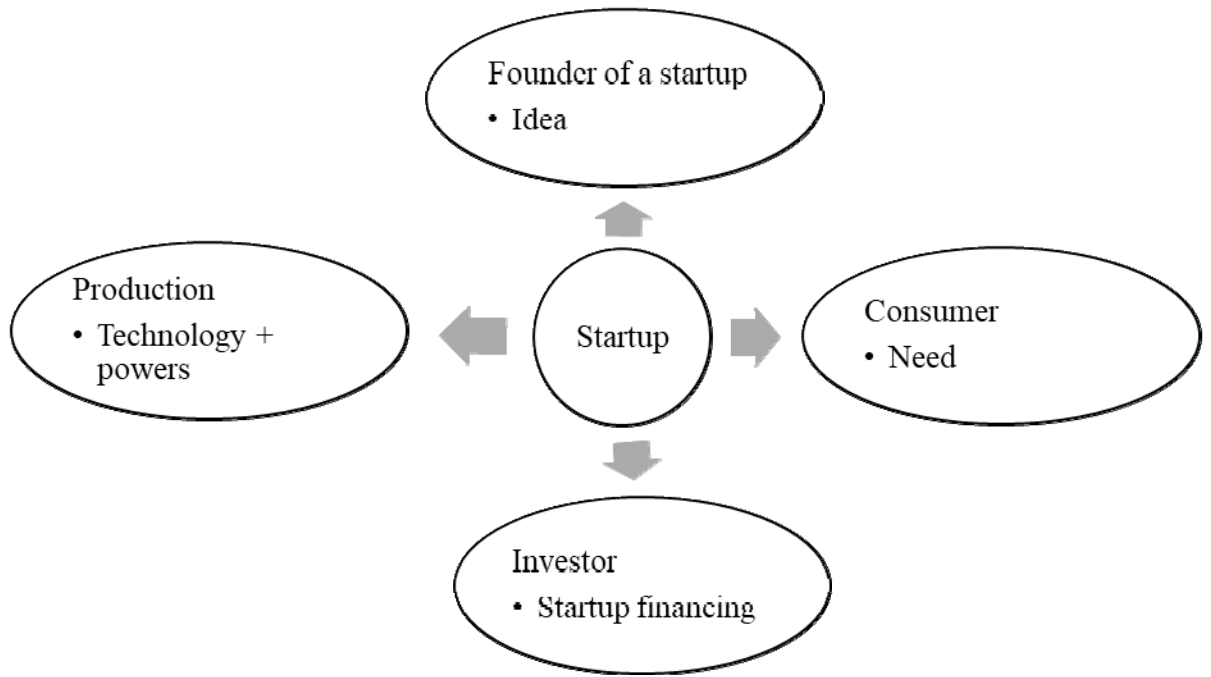 Founder of a startup
• Idea
Production
• Technology +
powers
Startup
Consumer
• Need
Investor
• Startup financing